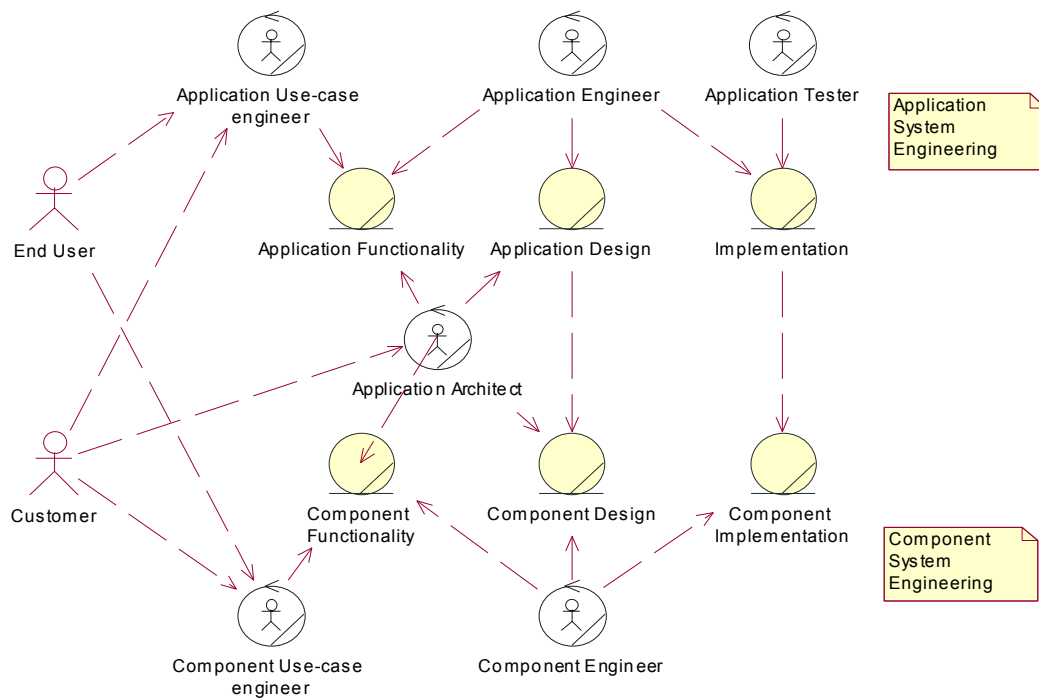 Application Use-case
engineer
Application Engineer
Application Tester
Application
System
Engineering
End User
Application Functionality
Application Design
Implementation
Application Architect
Customer
Component
Functionality
Component Design
Component
Implementation
Component
System
Engineering
Component Use-case
engineer
Component Engineer